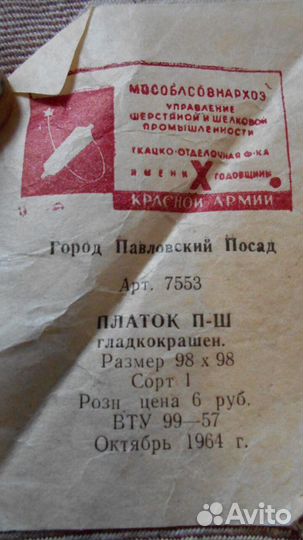 МОСОБЛСОВНАРХОЗ
УПРАВЛЕНИЕ
ШЕРСТЯНОЙ И ШЕЛКОВОЙ
ПРОМЫШЛЕННОСТИ
ТКАЦКО-ОТДЕЛОЧНАЯ Ф-КА
ИМЕНИ X ГОДОВЩИНЫ
КРАСНОЙ АРМИИ
Город Павловский Посад
Арт. 7553
ПЛАТОК П-Ш
гладкокрашен.
Размер 98 х 98
Сорт 1
Розн. цена 6 руб.
ВТУ 99—57
Октябрь 1964 г.
Avito